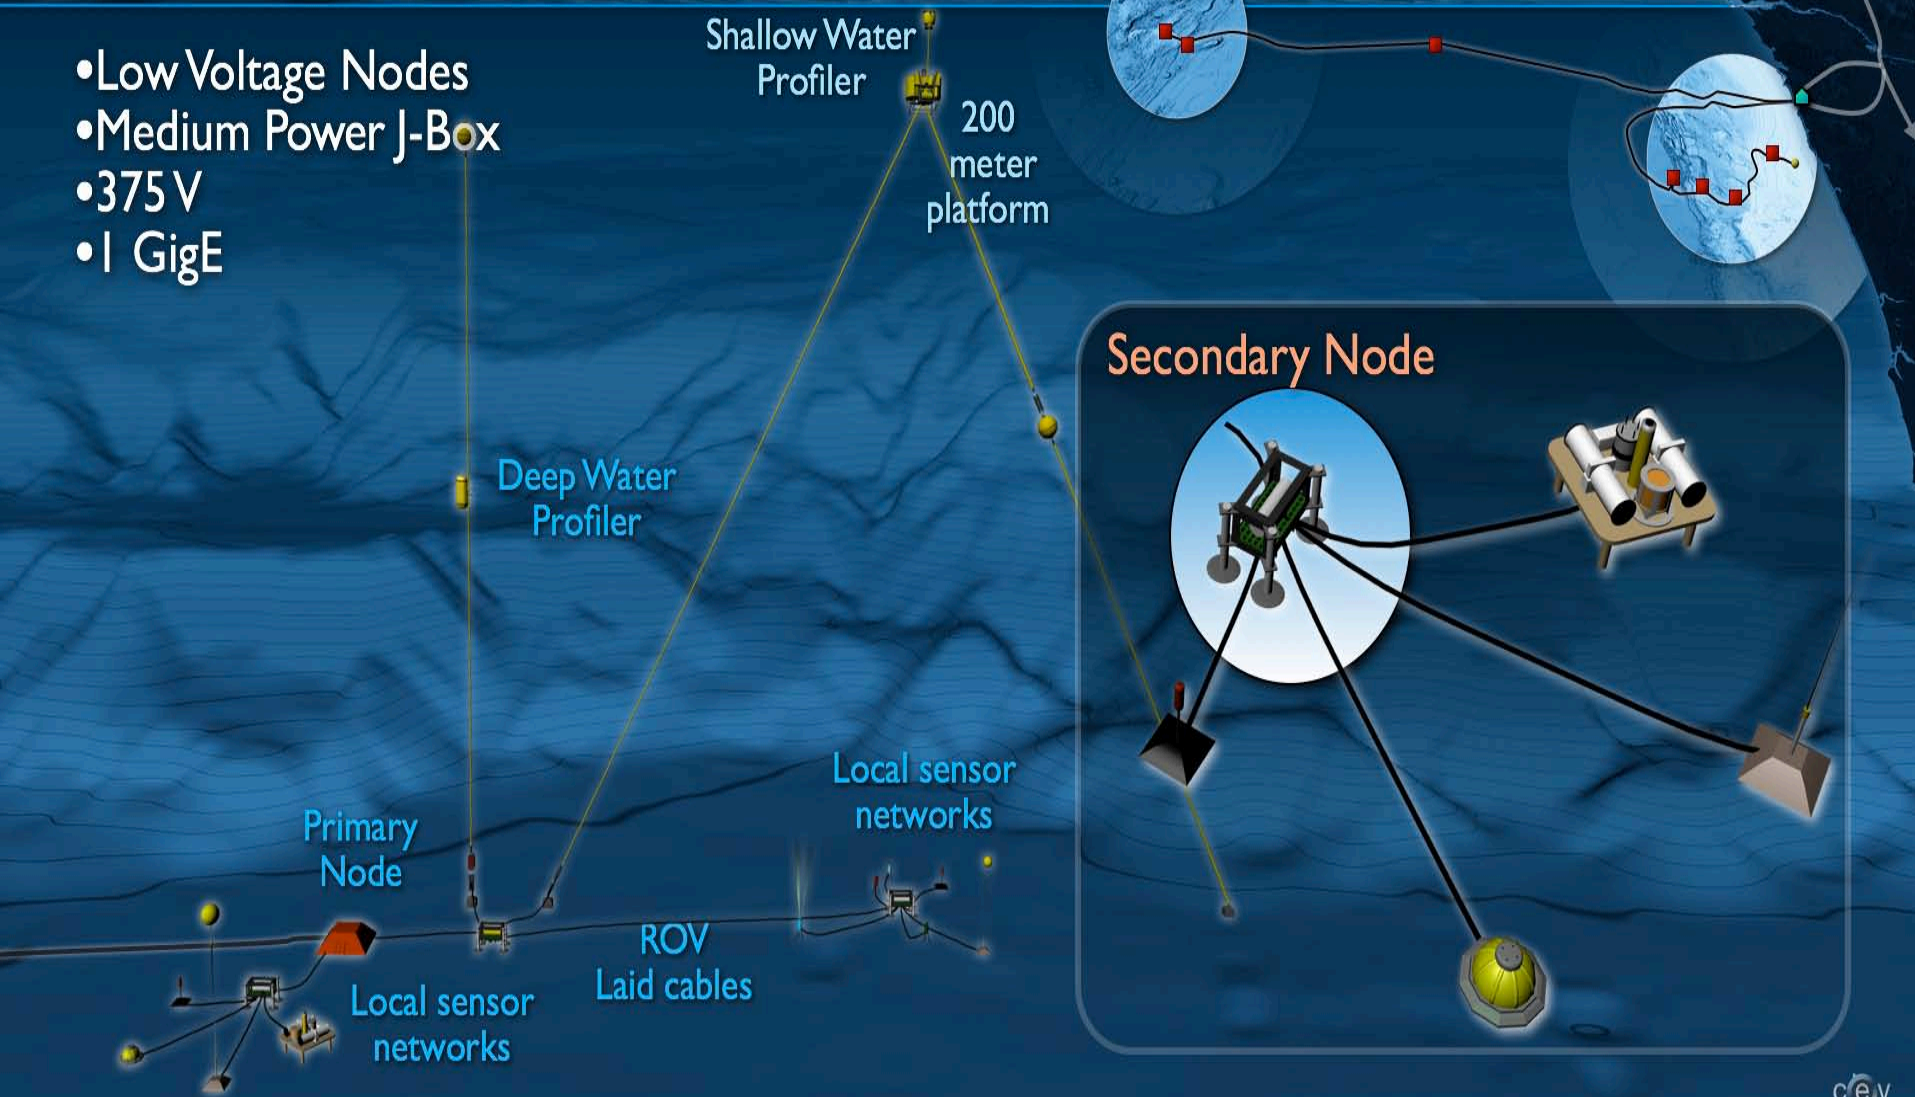 •Low Voltage Nodes
•Medium Power J-Box
•375 V
•1 GigE
Shallow Water
Profiler
200
meter
platform
Secondary Node
Deep Water
Profiler
Local sensor
networks
Primary
Node
ROV
Laid cables
Local sensor
networks
cev